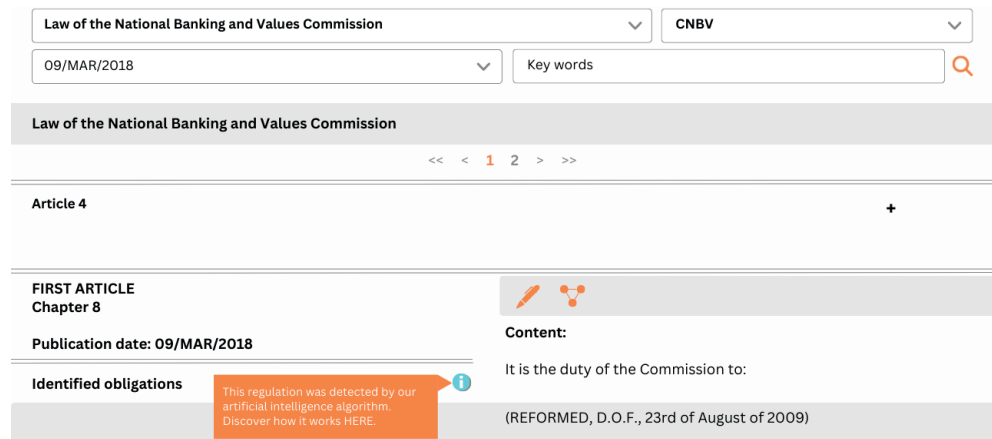 Law of the National Banking and Values Commission
CNBV
09/MAR/2018
Key words
Law of the National Banking and Values Commission
<< < 1 2 > >>
Article 4
+
FIRST ARTICLE
Chapter 8
Publication date: 09/MAR/2018
Identified obligations
This regulation was detected by our
artificial intelligence algorithm.
Discover how it works HERE.
i
Content:
It is the duty of the Commission to:
(REFORMED, D.O.F., 23rd of August of 2009)